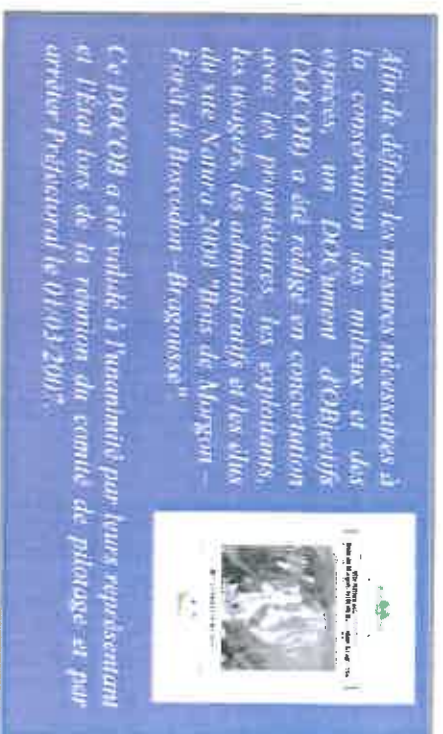 Afin de définir les mesures nécessaires à
la conservation des milieux et des
espèces, un DOCument d'OBjectifs
(DOCOB) a été rédigé en concertation
avec les propriétaires, les exploitants,
les usagers, les administratifs et les élus
du site Natura 2000 "Bois de Morgon –
Forêt de Boscodon -Bragousse".
Ce DOCOB a été validé à l'unanimité par leurs représentant
et l'Etat lors de la réunion du comité de pilotage et par
arrêter Préfectoral le 01/03/2007.